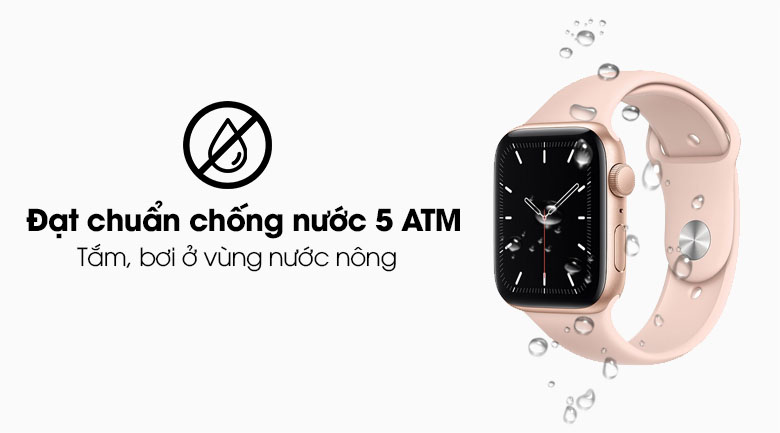 Đạt chuẩn chống nước 5 ATM
Tắm, bơi ở vùng nước nông